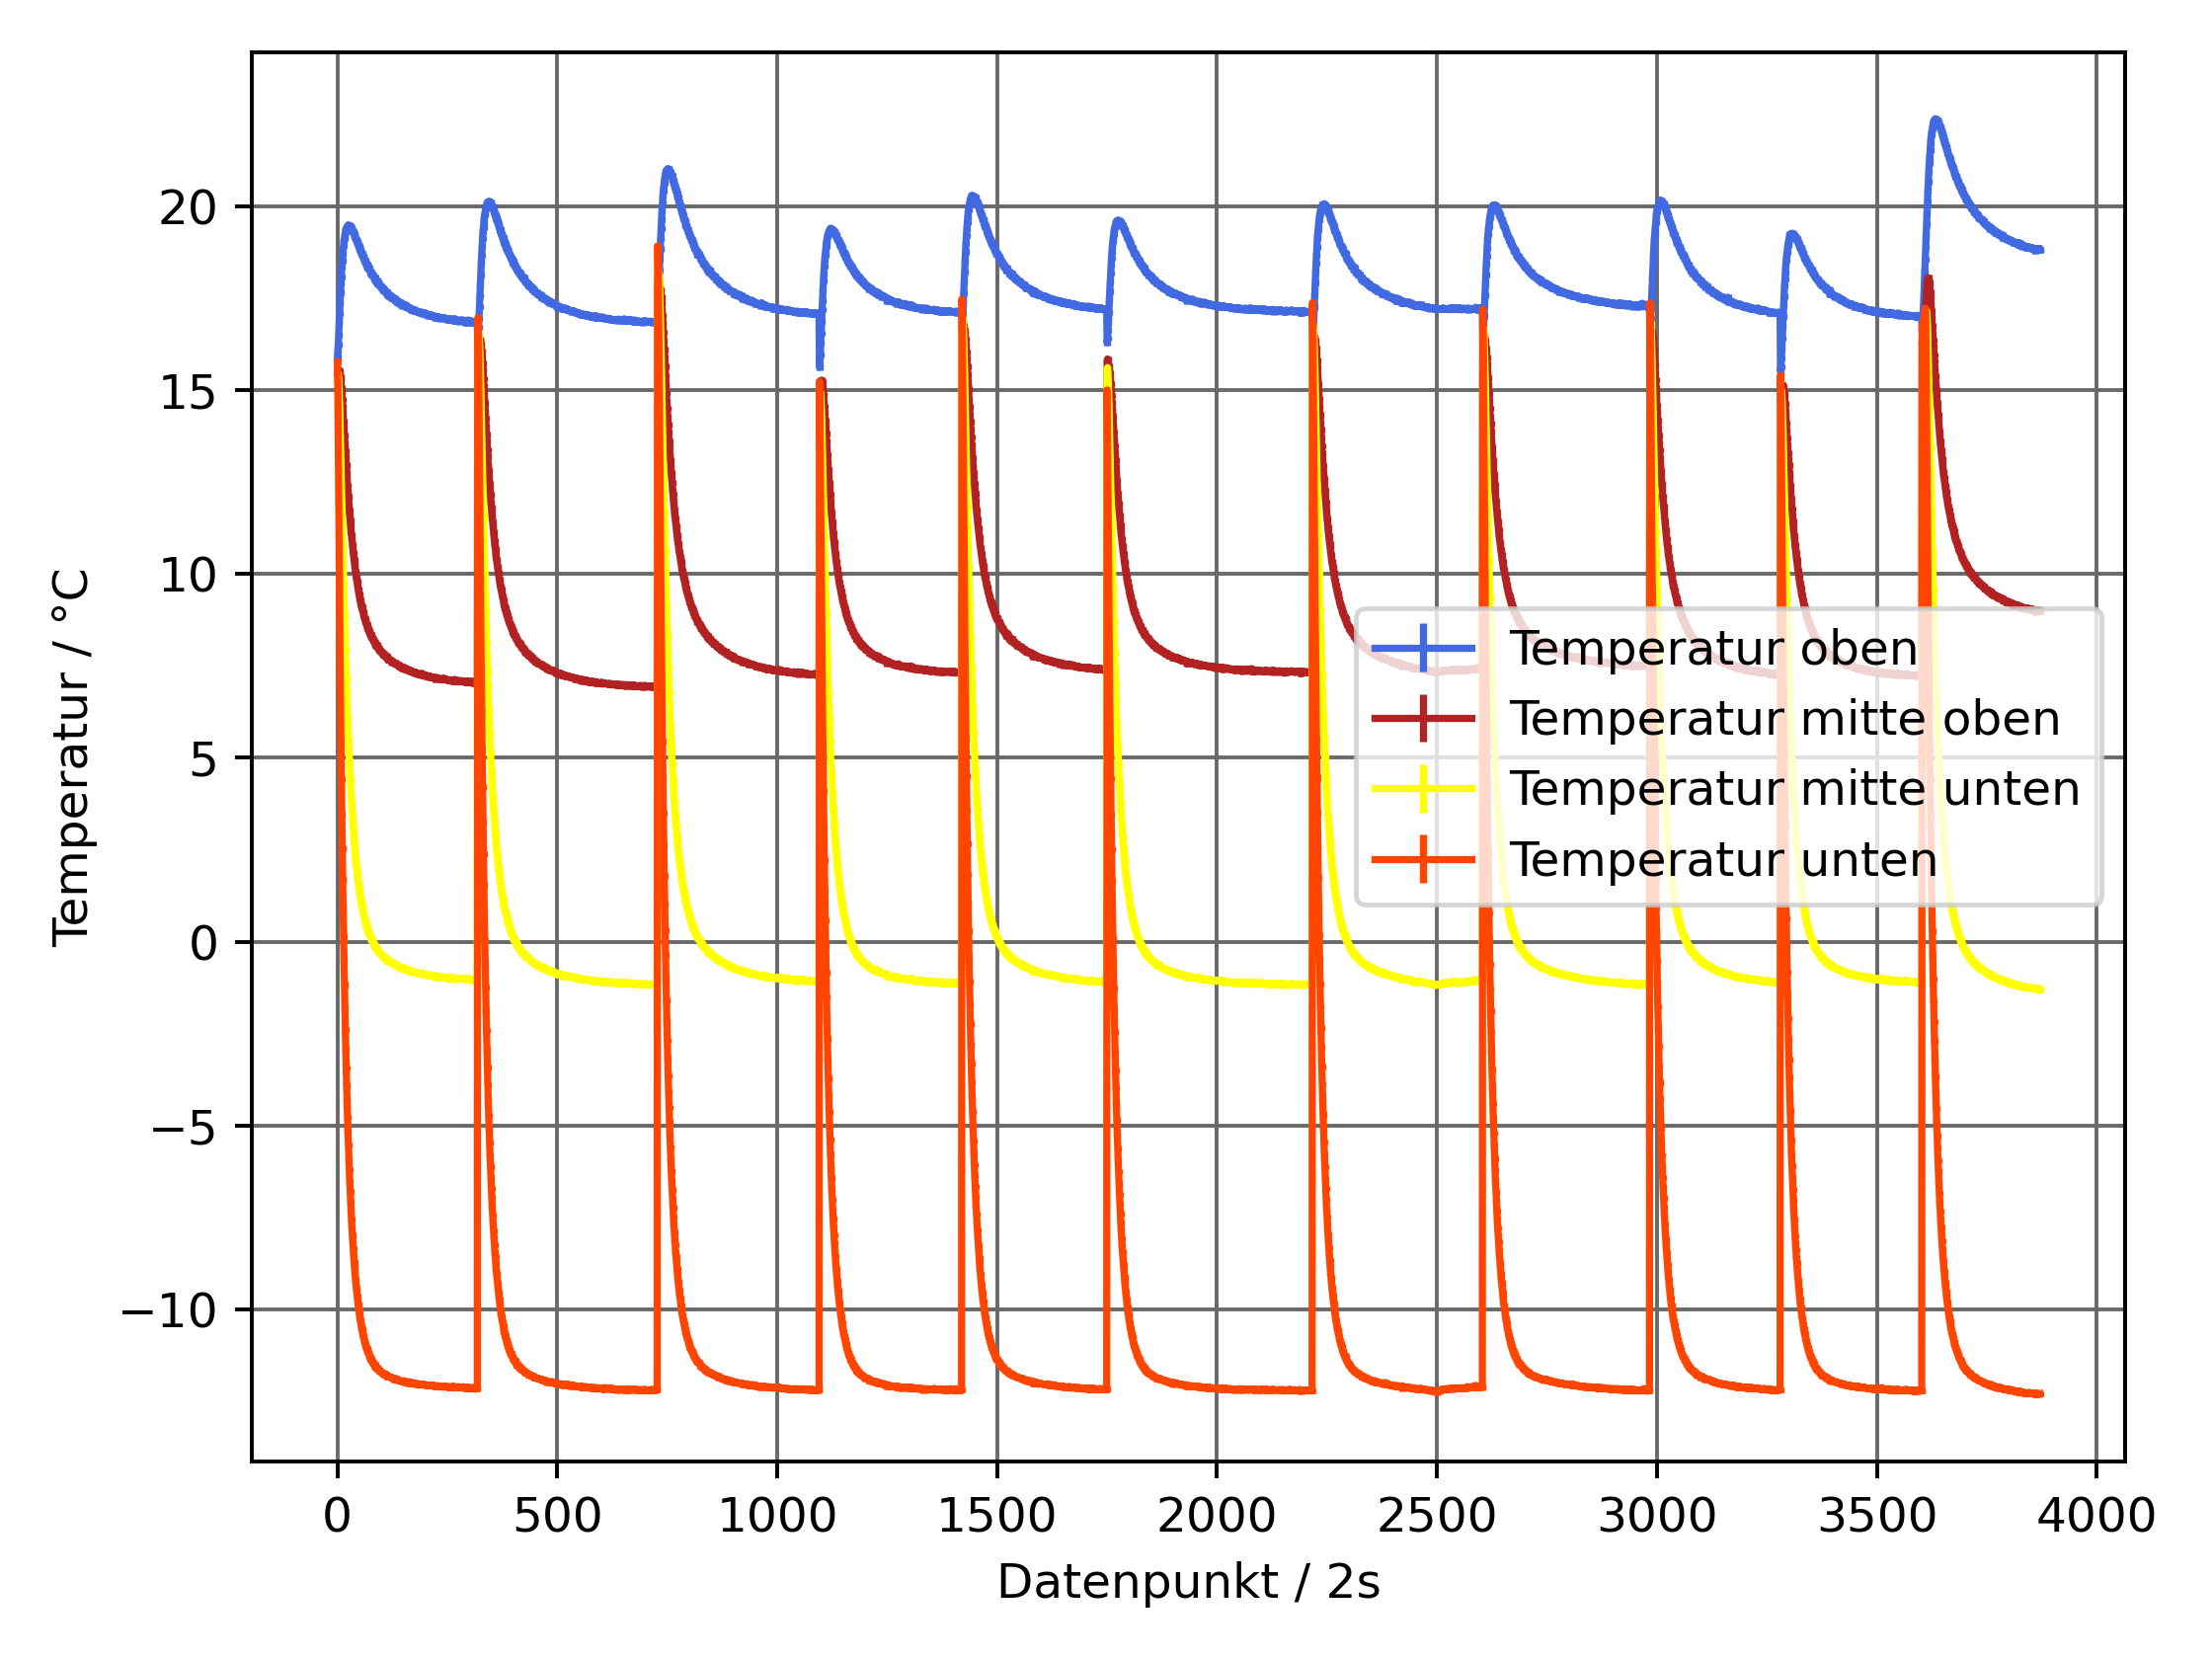 Temperatur / °C
20
15
10
5
0
−5
−10
Temperatur oben
Temperatur mitte oben
Temperatur mitte unten
Temperatur unten
0 500 1000 1500 2000 2500 3000 3500 4000
Datenpunkt / 2s